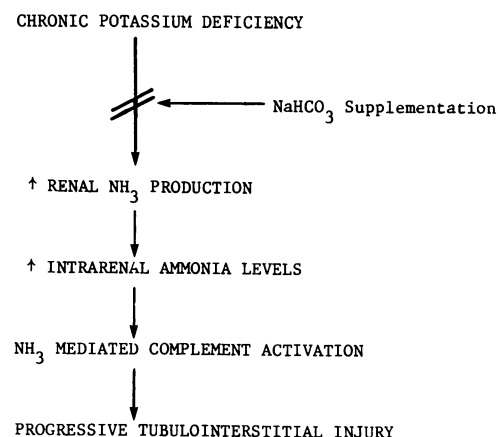 CHRONIC POTASSIUM DEFICIENCY
NaHCO3 Supplementation
↑ RENAL NH3 PRODUCTION
↑ INTRARENAL AMMONIA LEVELS
NH3 MEDIATED COMPLEMENT ACTIVATION
PROGRESSIVE TUBULOINTERSTITIAL INJURY